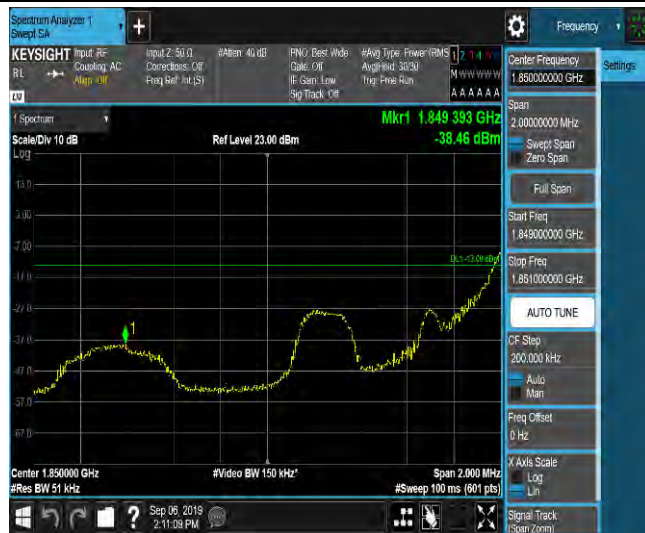 Spectrum Analyzer 1
Swept SA
Frequency
KEYSIGHT
Input: RF
Input Z: 50 Ω
#Atten: 40 dB
PNO: Best Wide
#Avg Type: Power (RMS
1 2 3 4 5 6
RL
Coupling: AC
Corrections: Off
Gate: Off
Avg|Hold: 30/30
M W W W W W
Align: Off
Freq Ref: Int (S)
IF Gain: Low
Trig: Free Run
Sig Track: Off
A A A A A A
1 Spectrum
Mkr1 1.849 393 GHz
Scale/Div 10 dB
Ref Level 23.00 dBm
-38.46 dBm
Log
13.0
3.00
-7.00
DL1 -13.00 dBm
-17.0
-27.0
-37.0
1
-47.0
-57.0
-67.0
Center 1.850000 GHz
#Video BW 150 kHz*
Span 2.000 MHz
#Res BW 51 kHz
#Sweep 100 ms (601 pts)
Sep 06, 2019
2:11:09 PM
Center Frequency
1.850000000 GHz
Settings
Span
2.00000000 MHz
Swept Span
Zero Span
Full Span
Start Freq
1.849000000 GHz
Stop Freq
1.851000000 GHz
AUTO TUNE
CF Step
200.000 kHz
Auto
Man
Freq Offset
0 Hz
X Axis Scale
Log
Lin
Signal Track
(Span Zoom)